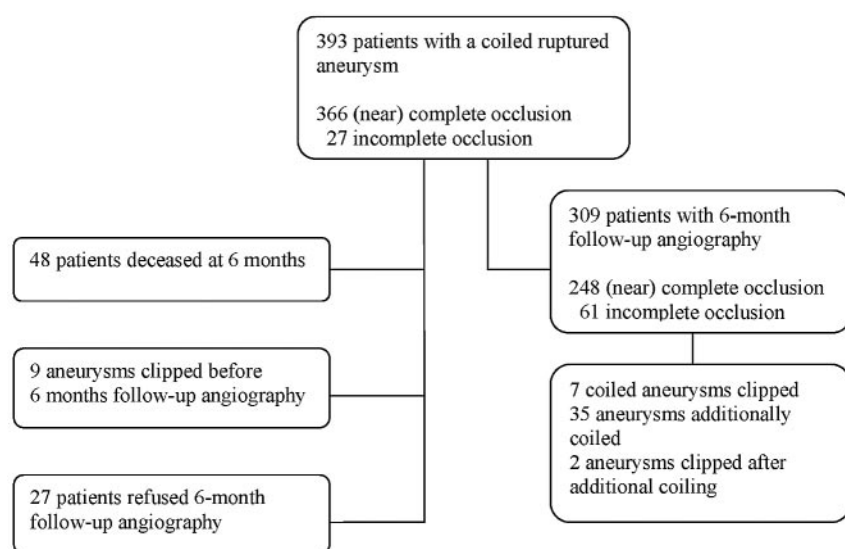 393 patients with a coiled ruptured
aneurysm
366 (near) complete occlusion
27 incomplete occlusion
309 patients with 6-month
follow-up angiography
248 (near) complete occlusion
61 incomplete occlusion
48 patients deceased at 6 months
9 aneurysms clipped before
6 months follow-up angiography
7 coiled aneurysms clipped
35 aneurysms additionally
coiled
2 aneurysms clipped after
additional coiling
27 patients refused 6-month
follow-up angiography